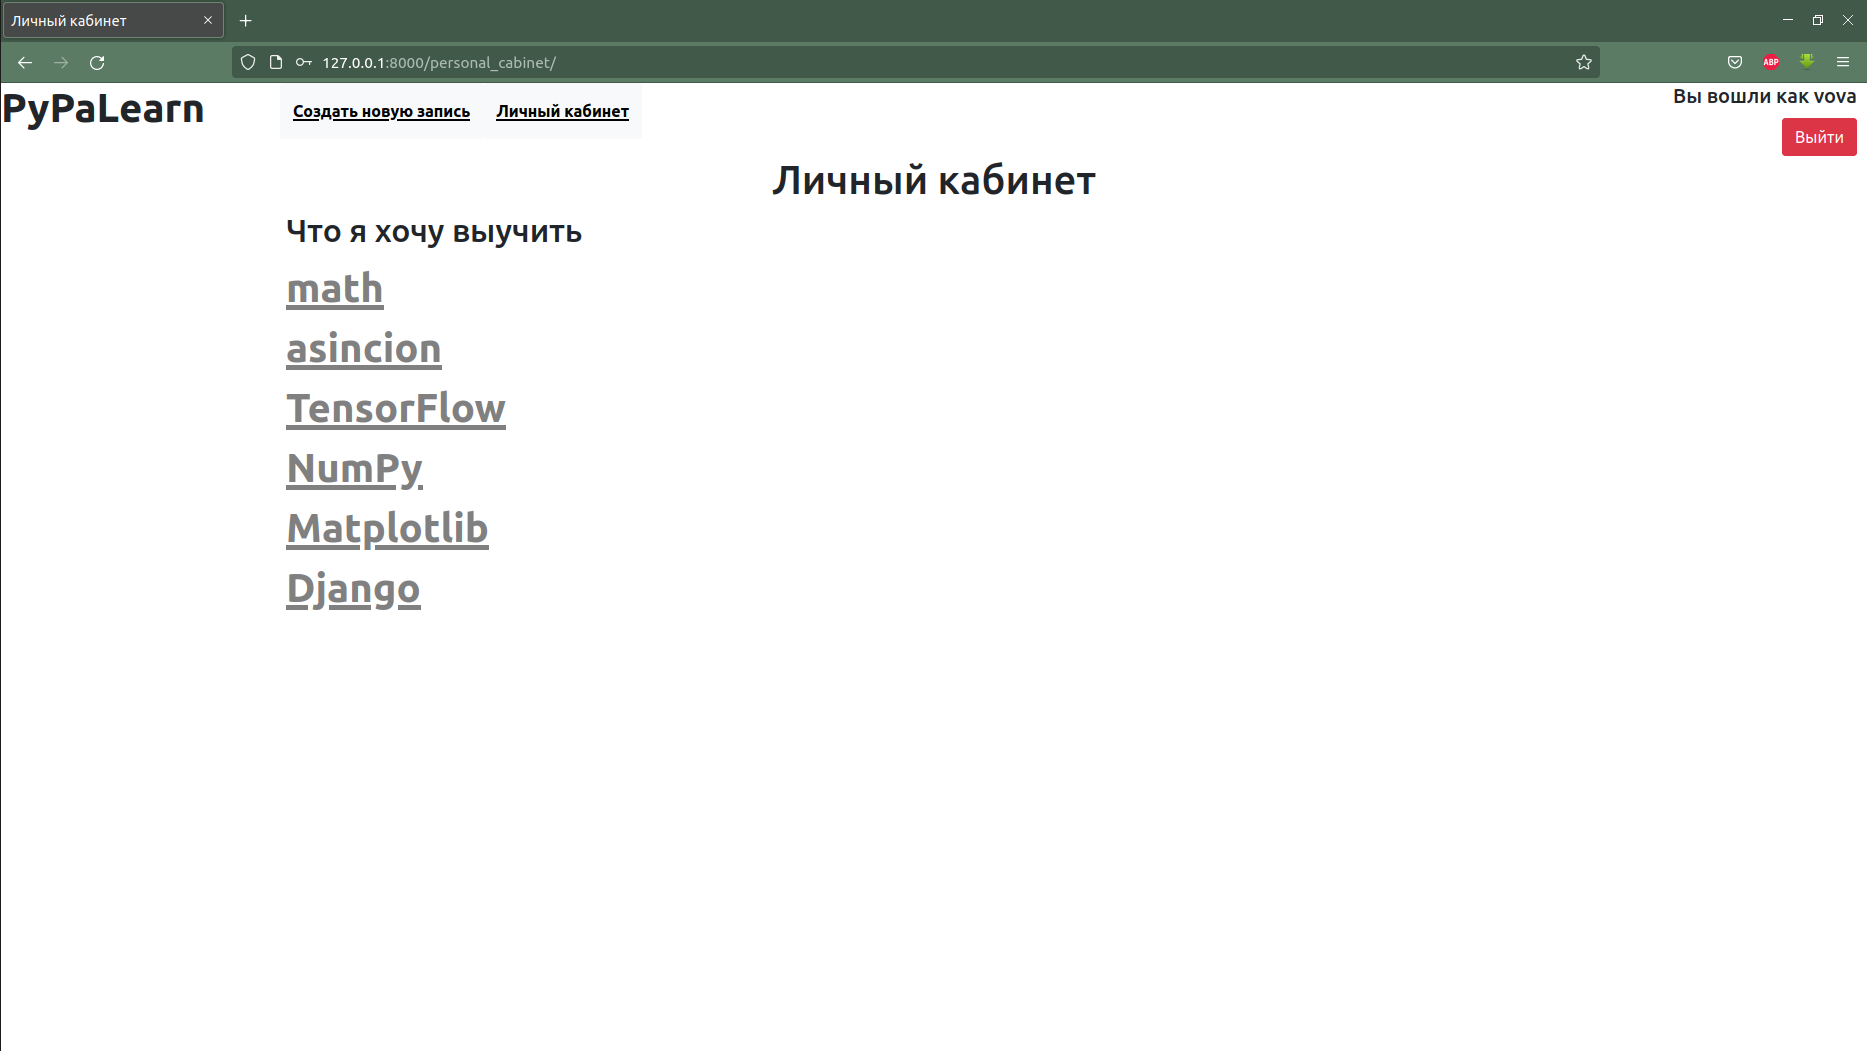 Личный кабинет
127.0.0.1:8000/personal_cabinet/
ABP
PyPaLearn
Создать новую запись Личный кабинет
Вы вошли как vova
Выйти
Личный кабинет
Что я хочу выучить
math
asincion
TensorFlow
NumPy
Matplotlib
Django